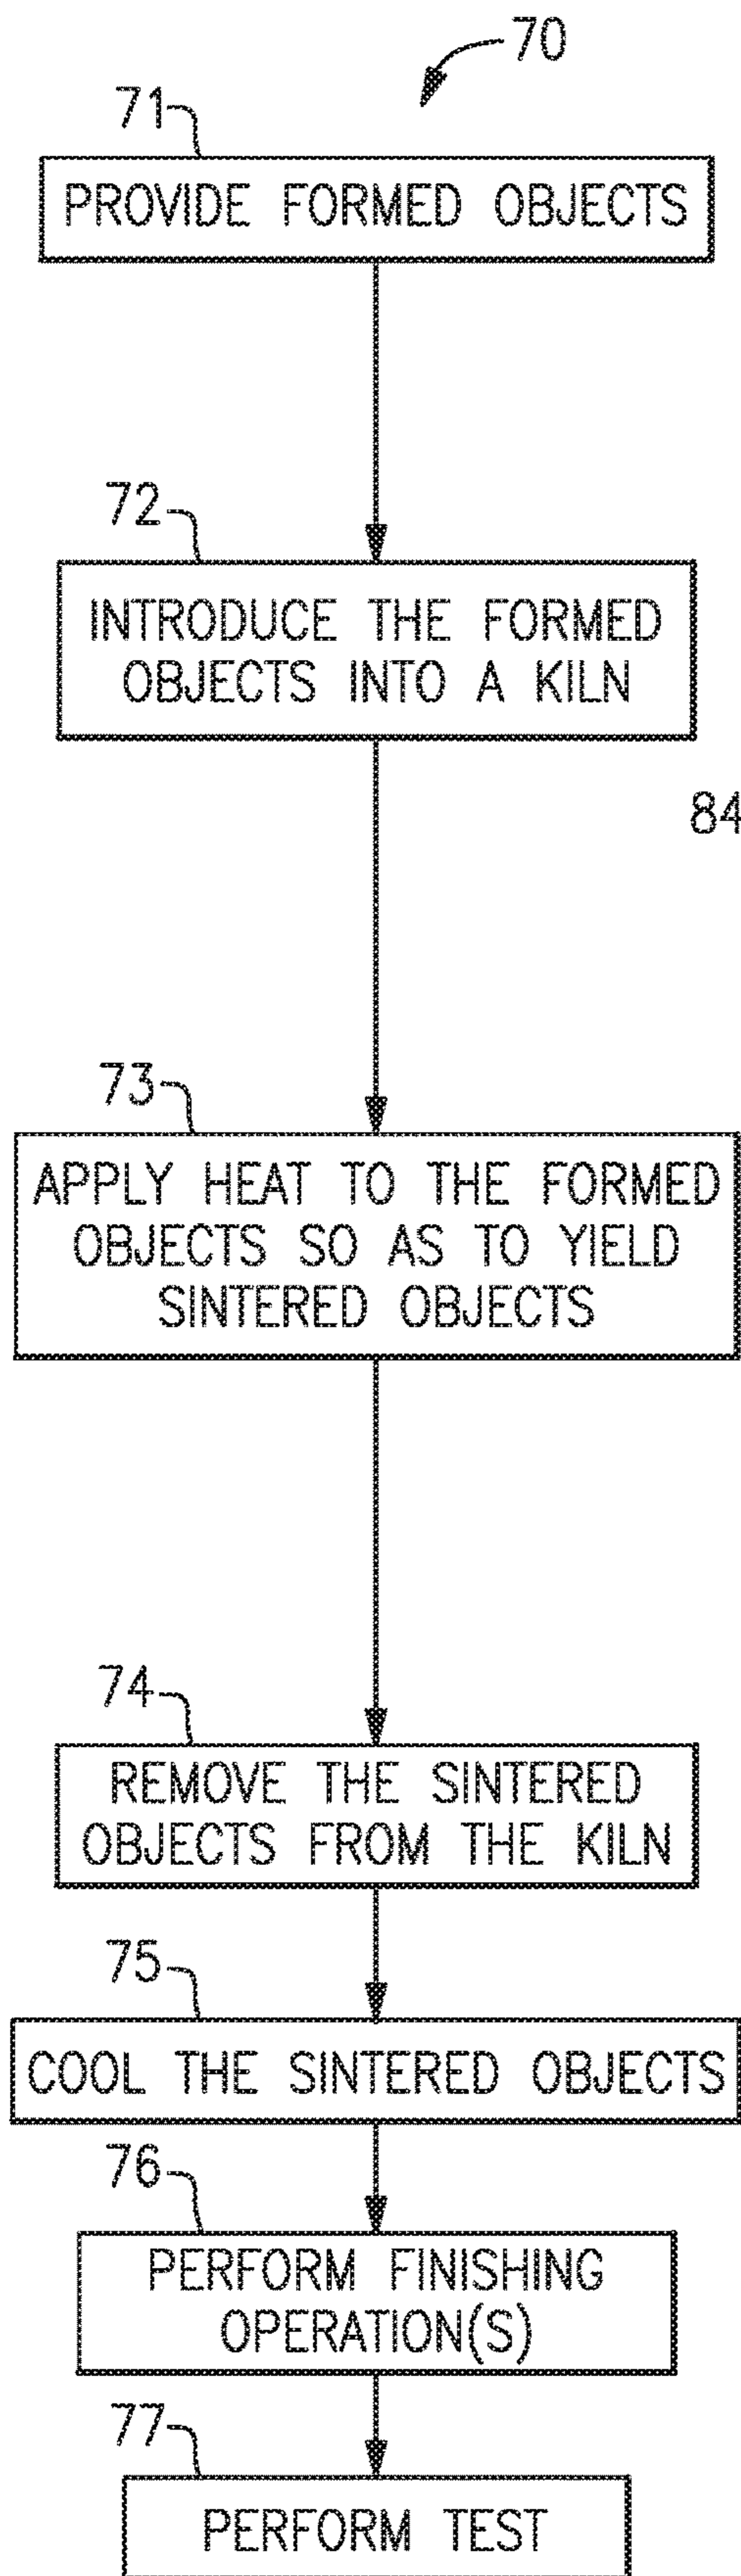 70
71
PROVIDE FORMED OBJECTS
72
INTRODUCE THE FORMED
OBJECTS INTO A KILN
84
73
APPLY HEAT TO THE FORMED
OBJECTS SO AS TO YIELD
SINTERED OBJECTS
74
REMOVE THE SINTERED
OBJECTS FROM THE KILN
75
COOL THE SINTERED OBJECTS
76
PERFORM FINISHING
OPERATION(S)
77
PERFORM TEST